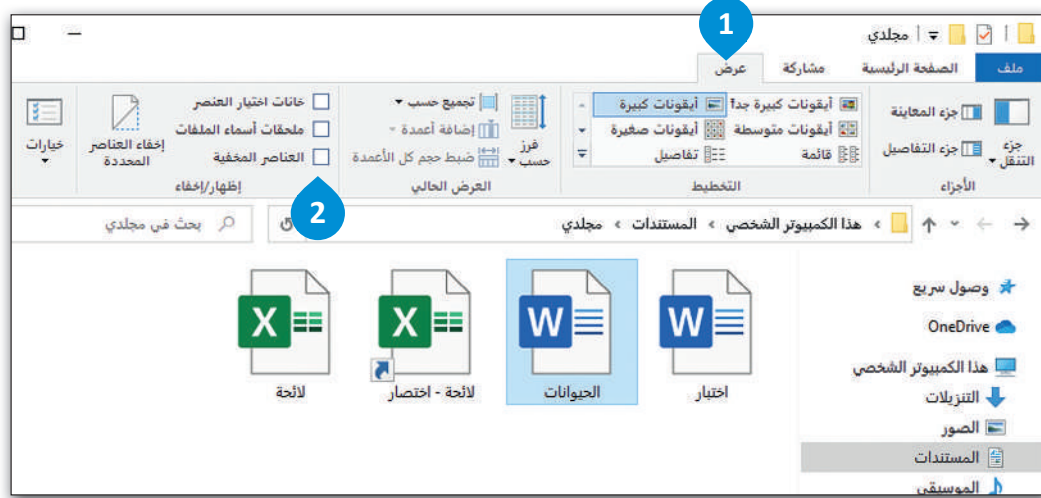 1
مجلدي
ملف الصفحة الرئيسية مشاركة عرض
جزء التنقل
جزء المعاينة
جزء التفاصيل
الأجزاء
أيقونات كبيرة جدا أيقونات كبيرة
أيقونات متوسطة أيقونات صغيرة
قائمة تفاصيل
التخطيط
فرز حسب
تجميع حسب
إضافة أعمدة
ضبط حجم كل الأعمدة
العرض الحالي
خانات اختيار العنصر
ملحقات أسماء الملفات
العناصر المخفية
إخفاء العناصر المحددة
إظهار/إخفاء
خيارات
2
هذا الكمبيوتر الشخصي › المستندات › مجلدي
بحث في مجلدي
وصول سريع
OneDrive
هذا الكمبيوتر الشخصي
التنزيلات
الصور
المستندات
الموسيقى
اختبار
الحيوانات
لائحة - اختصار
لائحة